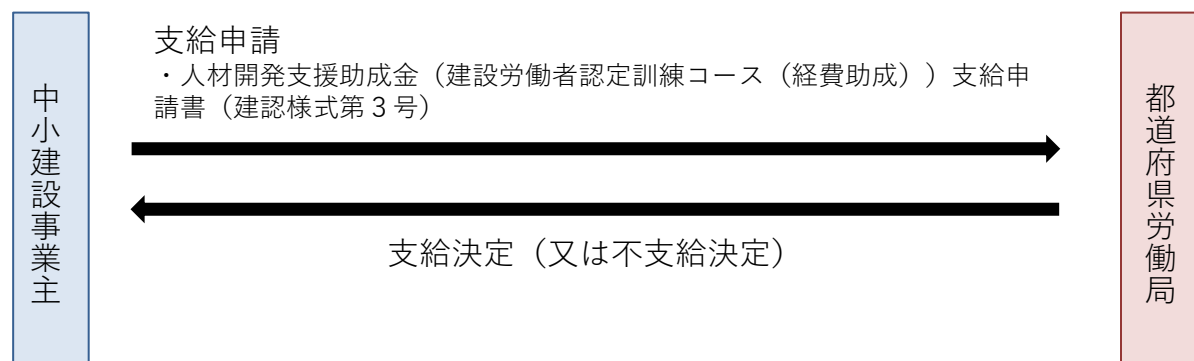 中小建設事業主
支給申請
・人材開発支援助成金（建設労働者認定訓練コース（経費助成））支給申
請書（建認様式第３号）
支給決定（又は不支給決定）
都道府県労働局